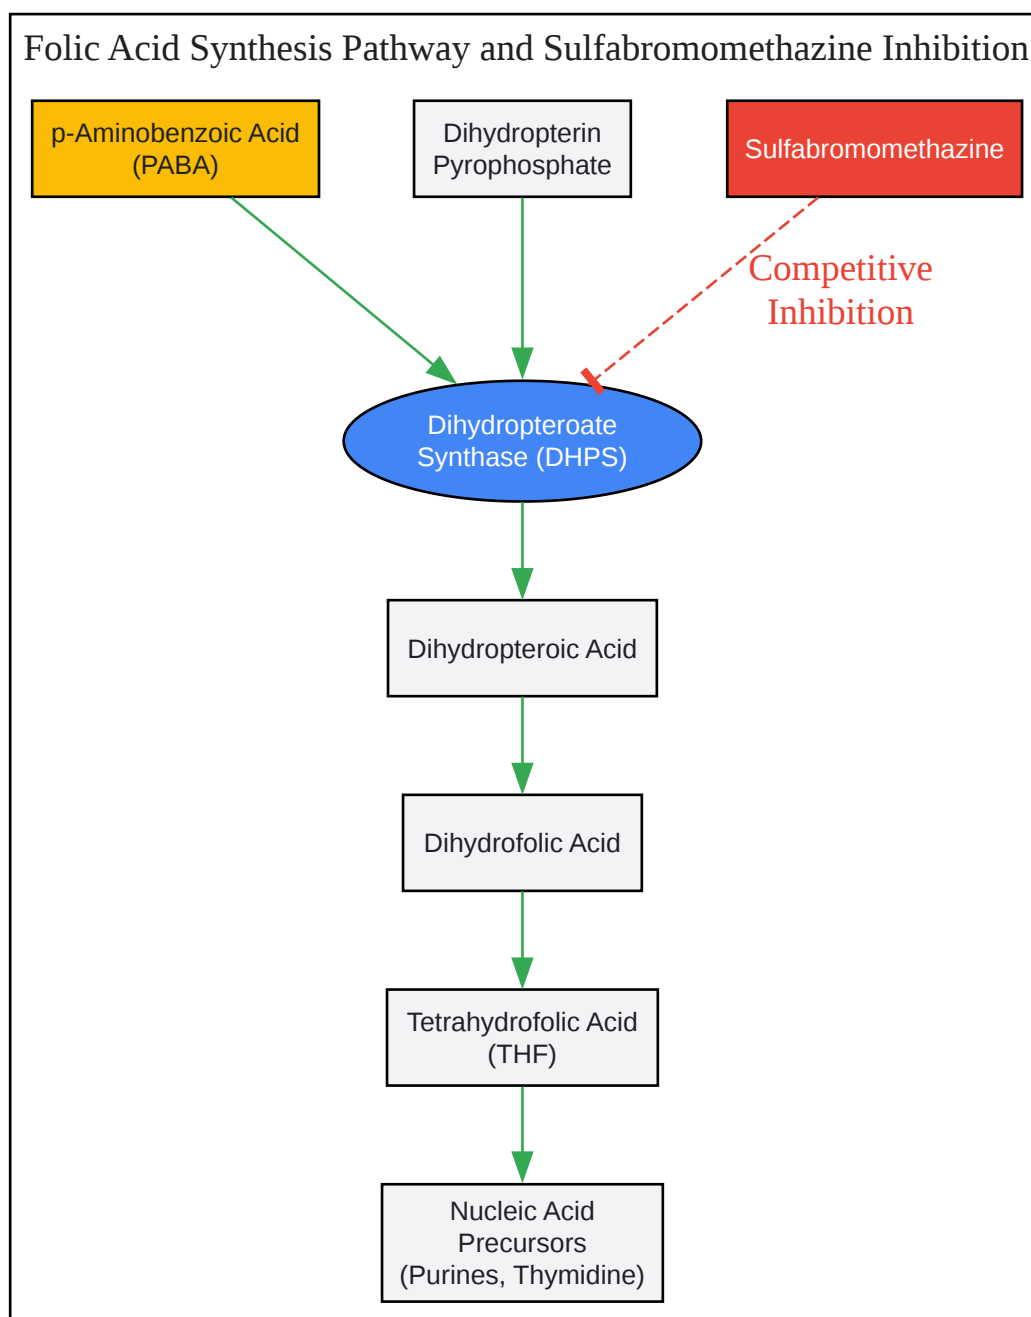 Folic Acid Synthesis Pathway and Sulfabromomethazine Inhibition
p-Aminobenzoic Acid
(PABA)
Dihydropterin
Pyrophosphate
Sulfabromomethazine
Competitive
Inhibition
Dihydropteroate
Synthase (DHPS)
Dihydropteroic Acid
Dihydrofolic Acid
Tetrahydrofolic Acid
(THF)
Nucleic Acid
Precursors
(Purines, Thymidine)